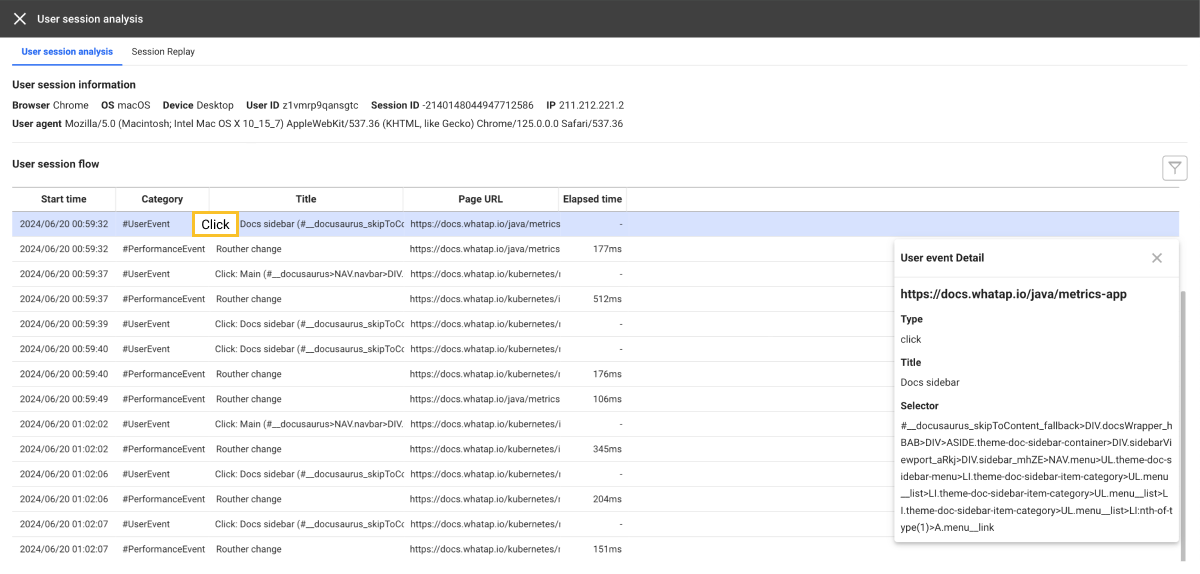 User session analysis
User session analysis Session Replay
User session information
Browser Chrome OS macOS Device Desktop User ID z1vmrp9qansgtc Session ID -2140148044947712586 IP 211.212.221.2
User agent Mozilla/5.0 (Macintosh; Intel Mac OS X 10_15_7) AppleWebKit/537.36 (KHTML, like Gecko) Chrome/125.0.0.0 Safari/537.36
User session flow
Start time Category Title Page URL Elapsed time
2024/06/20 00:59:32 #UserEvent Click Docs sidebar (#__docusaurus_skipToCo https://docs.whatap.io/java/metrics -
2024/06/20 00:59:32 #PerformanceEvent Routher change https://docs.whatap.io/java/metrics 177ms
2024/06/20 00:59:37 #UserEvent Click: Main (#__docusaurus>NAV.navbar>DIV. https://docs.whatap.io/kubernetes/r -
2024/06/20 00:59:37 #PerformanceEvent Routher change https://docs.whatap.io/kubernetes/i 512ms
2024/06/20 00:59:39 #UserEvent Click: Docs sidebar (#__docusaurus_skipToCo https://docs.whatap.io/kubernetes/r -
2024/06/20 00:59:40 #UserEvent Click: Docs sidebar (#__docusaurus_skipToCo https://docs.whatap.io/kubernetes/r -
2024/06/20 00:59:40 #PerformanceEvent Routher change https://docs.whatap.io/kubernetes/r 176ms
2024/06/20 00:59:49 #PerformanceEvent Routher change https://docs.whatap.io/java/metrics 106ms
2024/06/20 01:02:02 #UserEvent Click: Main (#__docusaurus>NAV.navbar>DIV. https://docs.whatap.io/kubernetes/i -
2024/06/20 01:02:02 #PerformanceEvent Routher change https://docs.whatap.io/kubernetes/i 345ms
2024/06/20 01:02:06 #UserEvent Click: Docs sidebar (#__docusaurus_skipToCo https://docs.whatap.io/kubernetes/r -
2024/06/20 01:02:06 #PerformanceEvent Routher change https://docs.whatap.io/kubernetes/r 204ms
2024/06/20 01:02:07 #UserEvent Click: Docs sidebar (#__docusaurus_skipToCo https://docs.whatap.io/kubernetes/r -
2024/06/20 01:02:07 #PerformanceEvent Routher change https://docs.whatap.io/kubernetes/r 151ms
User event Detail
https://docs.whatap.io/java/metrics-app
Type
click
Title
Docs sidebar
Selector
#__docusaurus_skipToContent_fallback>DIV.docsWrapper_h
BAB>DIV>ASIDE.theme-doc-sidebar-container>DIV.sidebarVi
ewport_aRkj>DIV.sidebar_mhZE>NAV.menu>UL.theme-doc-s
idebar-menu>LI.theme-doc-sidebar-item-category>UL.menu
__list>LI.theme-doc-sidebar-item-category>UL.menu__list>L
I.theme-doc-sidebar-item-category>UL.menu__list>LI:nth-of-t
ype(1)>A.menu__link